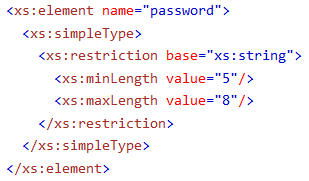 <xs:element name="password">
  <xs:simpleType>
    <xs:restriction base="xs:string">
      <xs:minLength value="5"/>
      <xs:maxLength value="8"/>
    </xs:restriction>
  </xs:simpleType>
</xs:element>